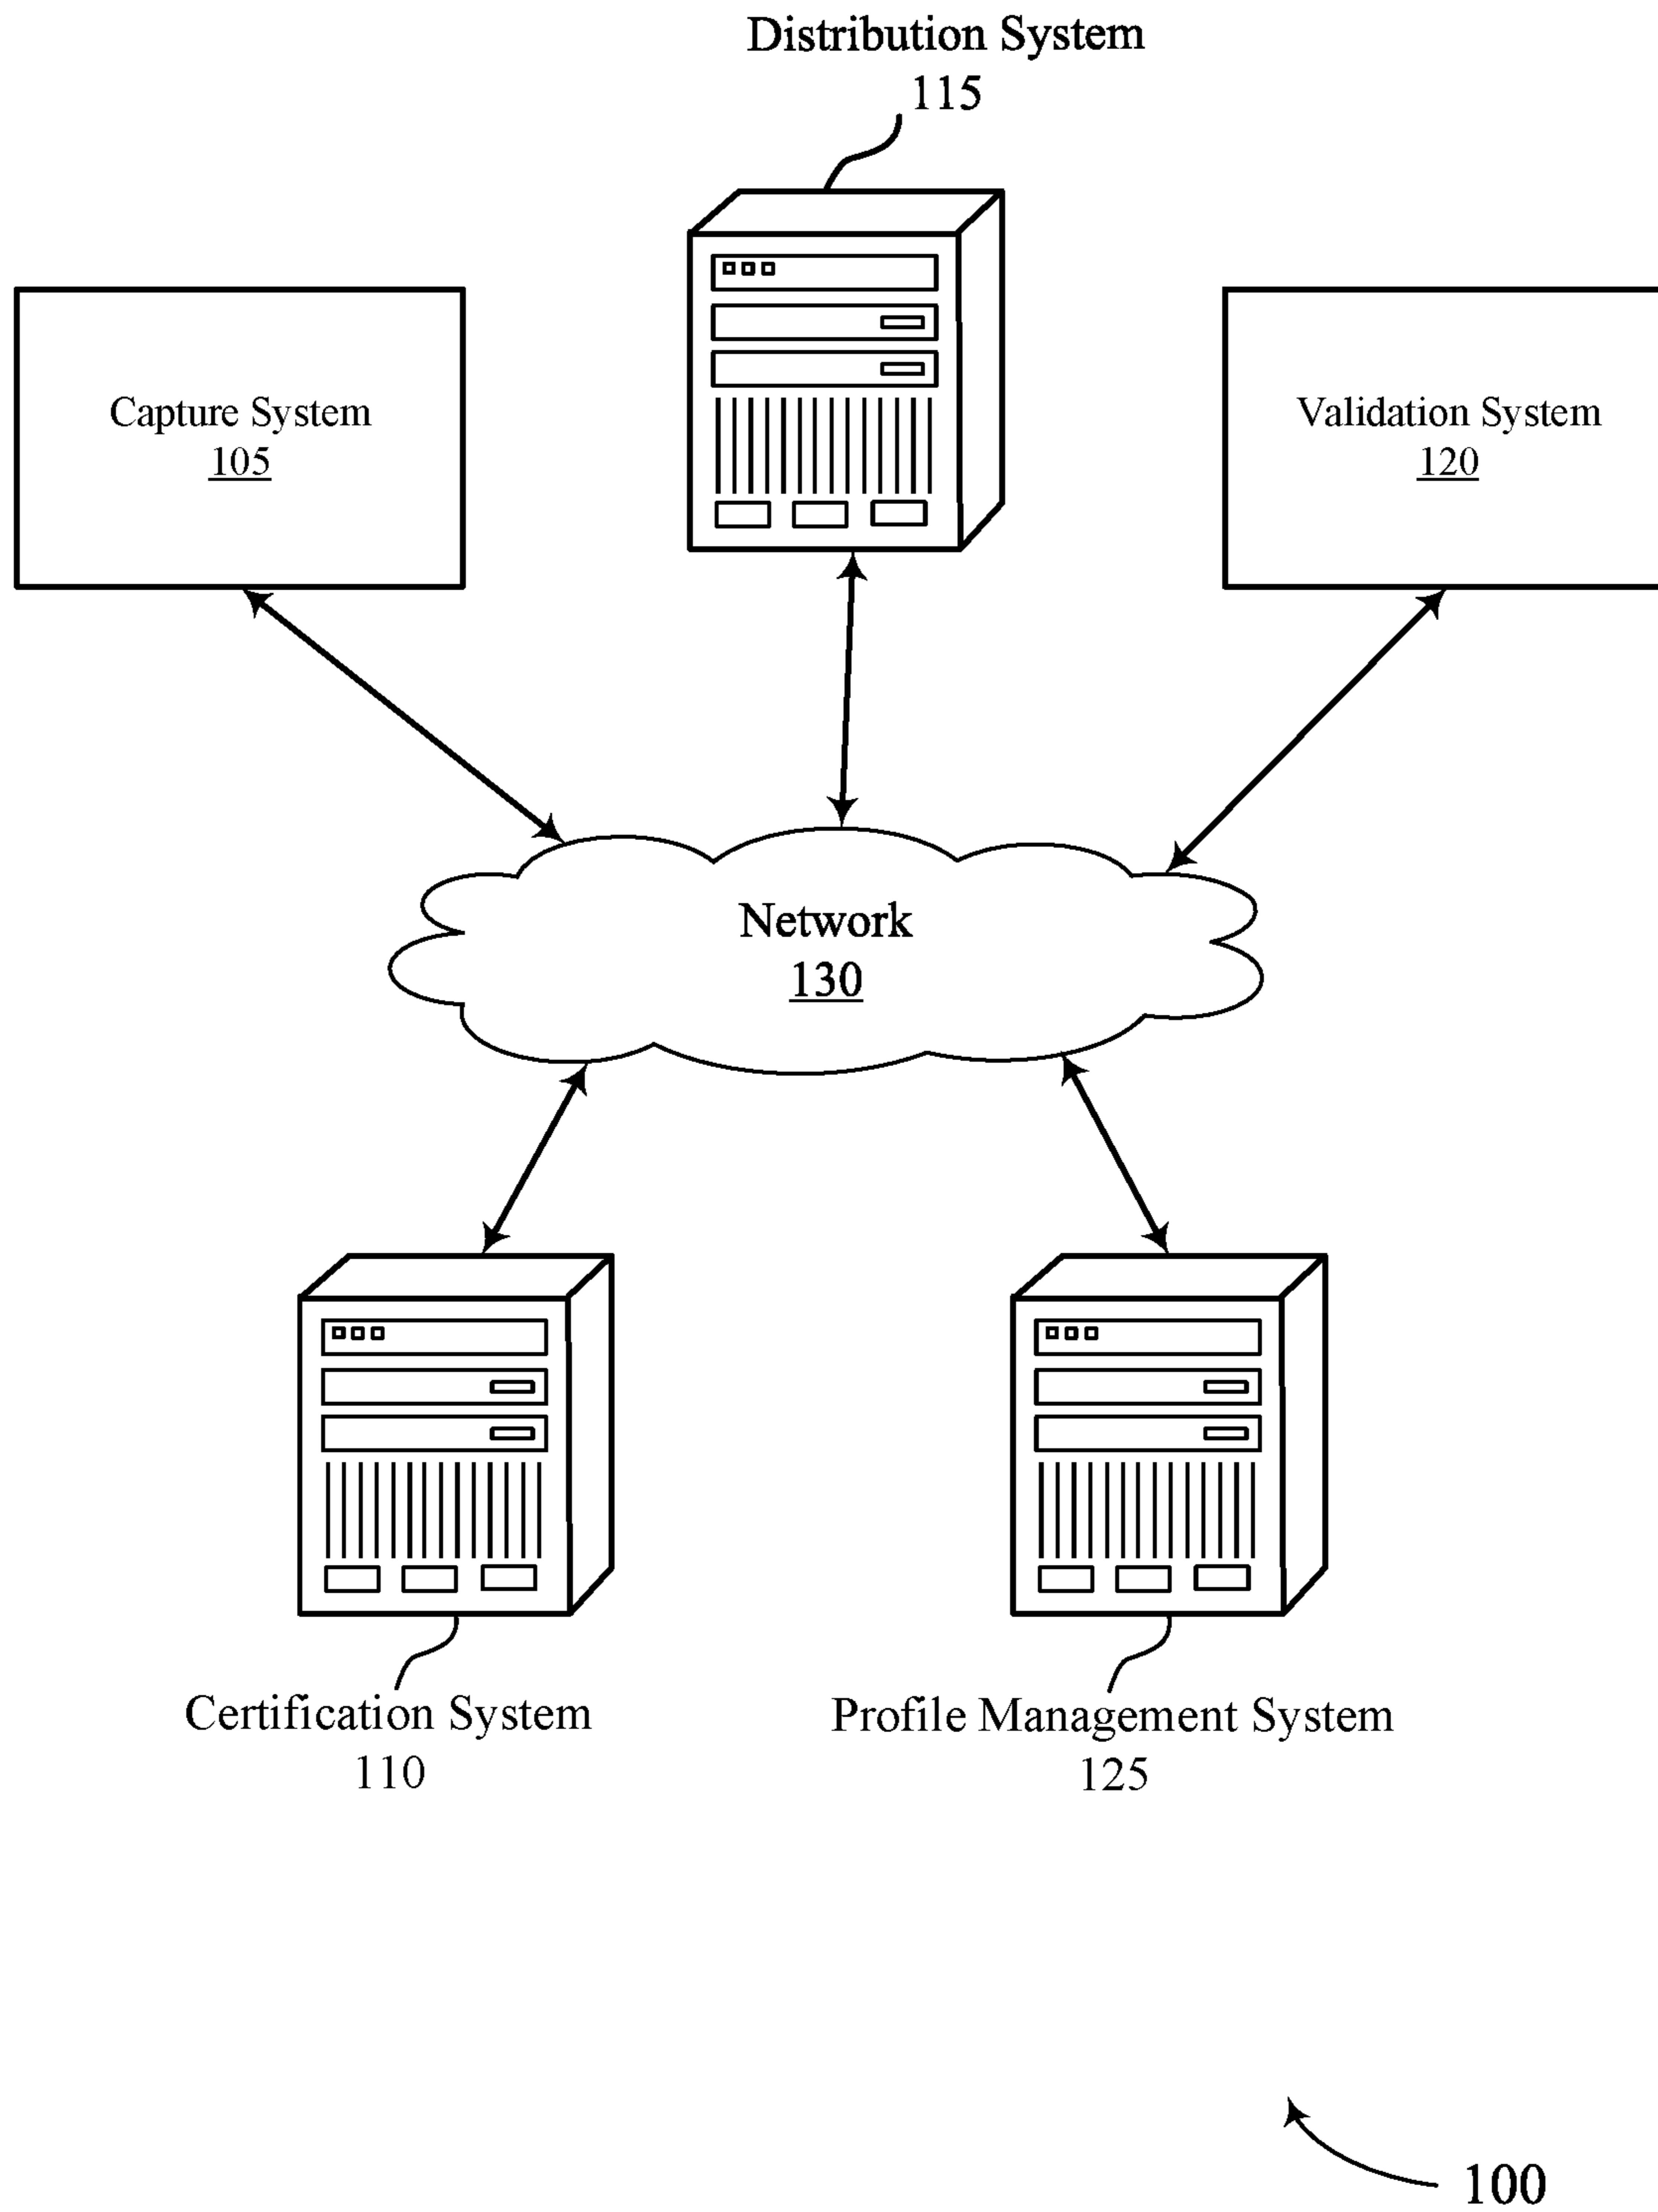 Distribution System
115
Capture System
105
Validation System
120
Network
130
Certification System
110
Profile Management System
125
100